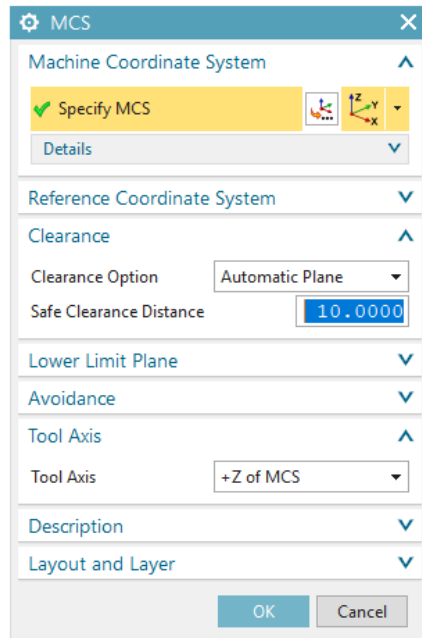 MCS
Machine Coordinate System
Specify MCS
Z
Y
X
Details
Reference Coordinate System
Clearance
Clearance Option Automatic Plane
Safe Clearance Distance 10.0000
Lower Limit Plane
Avoidance
Tool Axis
Tool Axis +Z of MCS
Description
Layout and Layer
OK Cancel